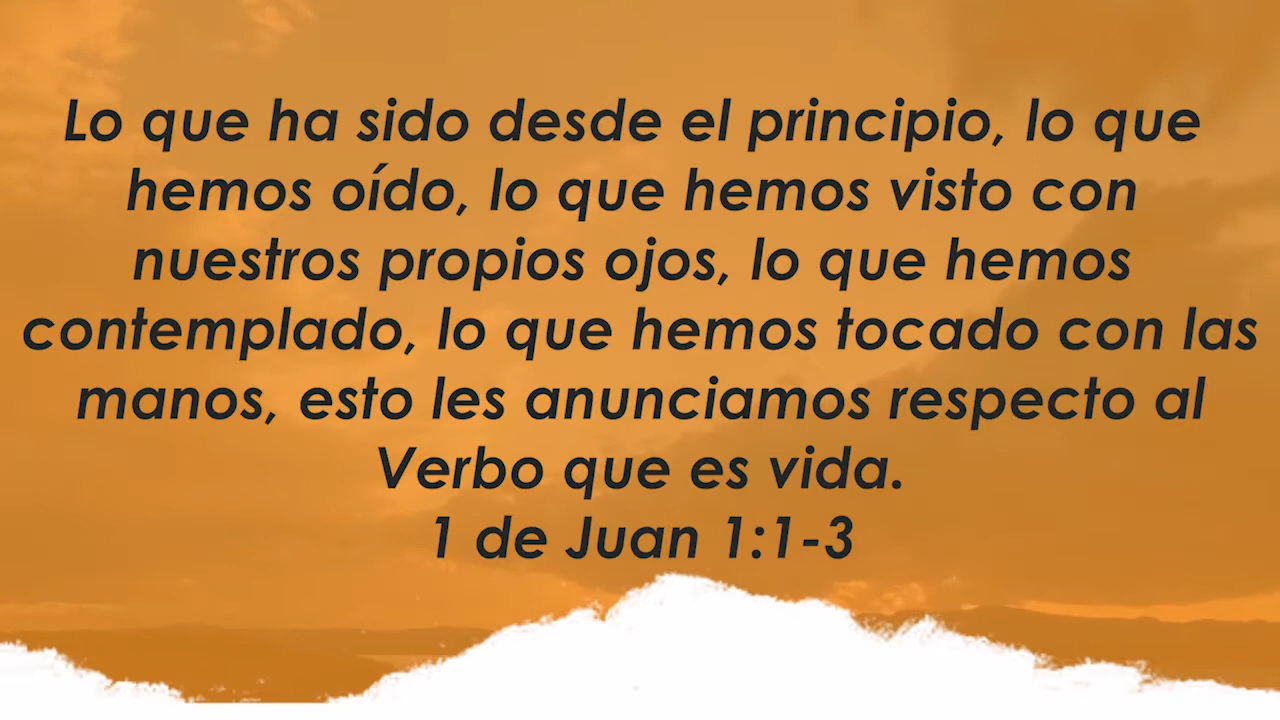 Lo que ha sido desde el principio, lo que
hemos oído, lo que hemos visto con
nuestros propios ojos, lo que hemos
contemplado, lo que hemos tocado con las
manos, esto les anunciamos respecto al
Verbo que es vida.
1 de Juan 1:1-3